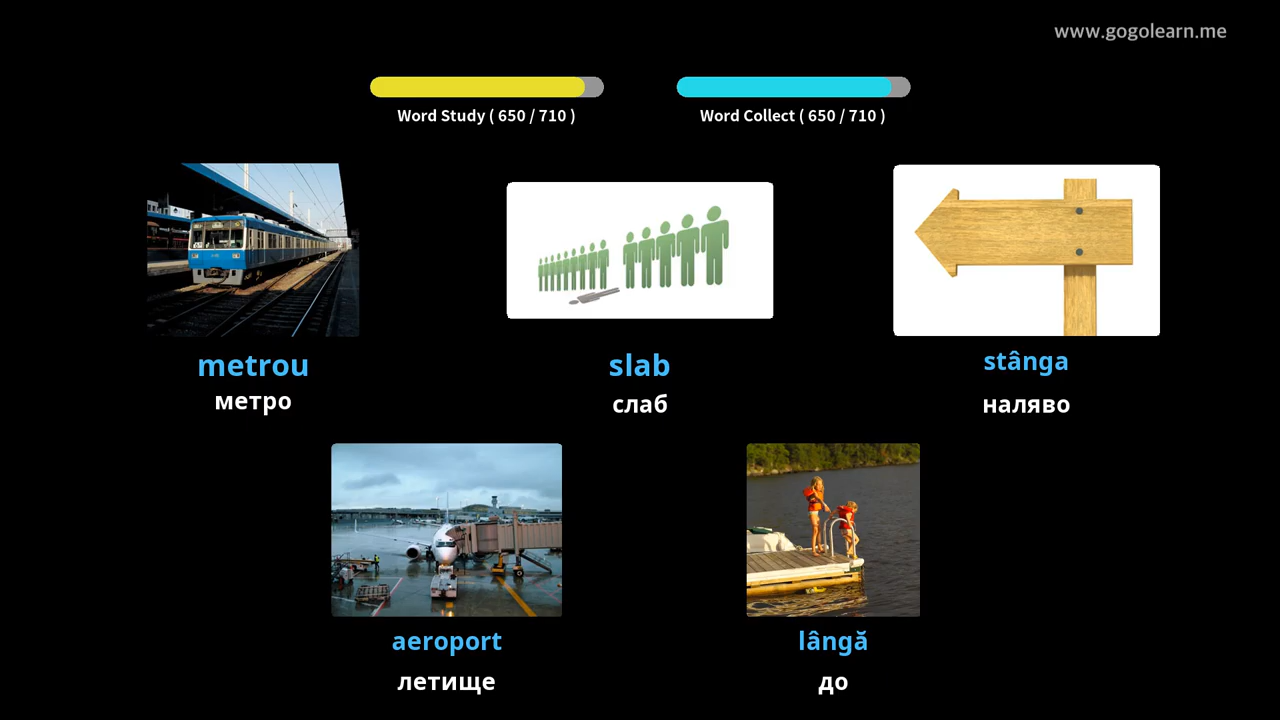 www.gogolearn.me
Word Study ( 650 / 710 )
Word Collect ( 650 / 710 )
metrou
метро
slab
слаб
stânga
наляво
aeroport
летище
lângă
до